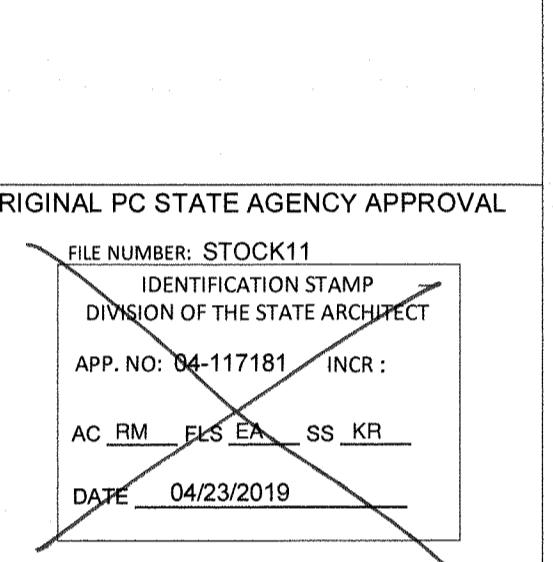 RIGINAL PC STATE AGENCY APPROVAL
FILE NUMBER: STOCK11
IDENTIFICATION STAMP
DIVISION OF THE STATE ARCHITECT
APP. NO: 04-117181 INCR :
AC RM FLS EA SS KR
DATE 04/23/2019